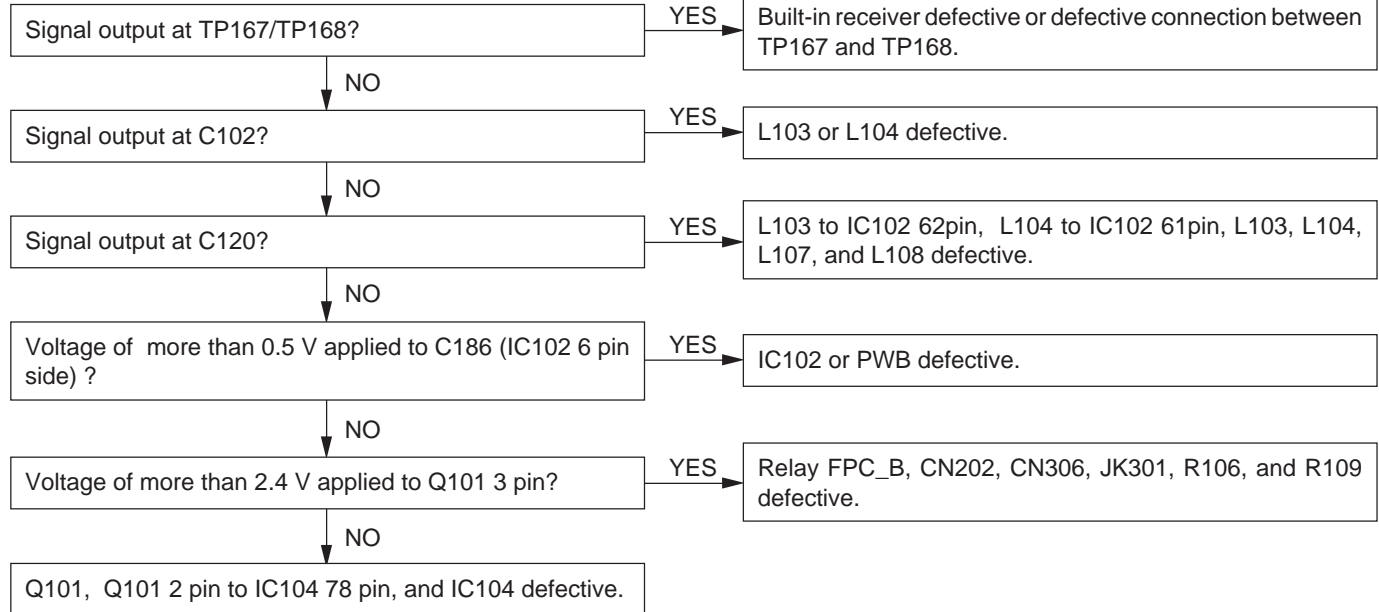 Signal output at TP167/TP168?
YES
Built-in receiver defective or defective connection between
TP167 and TP168.
NO
Signal output at C102?
YES
L103 or L104 defective.
NO
Signal output at C120?
YES
L103 to IC102 62pin, L104 to IC102 61pin, L103, L104,
L107, and L108 defective.
NO
Voltage of more than 0.5 V applied to C186 (IC102 6 pin
side) ?
YES
IC102 or PWB defective.
NO
Voltage of more than 2.4 V applied to Q101 3 pin?
YES
Relay FPC_B, CN202, CN306, JK301, R106, and R109
defective.
NO
Q101, Q101 2 pin to IC104 78 pin, and IC104 defective.